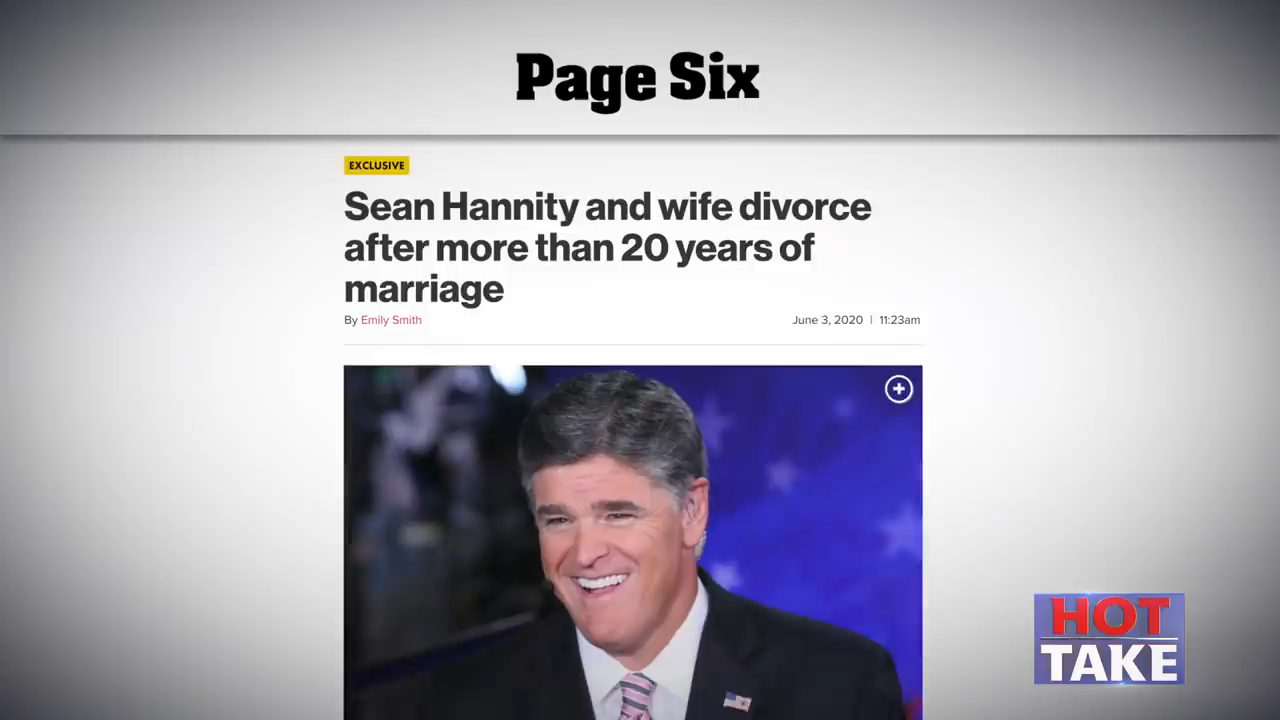 Page Six
EXCLUSIVE
Sean Hannity and wife divorce
after more than 20 years of
marriage
By Emily Smith
June 3, 2020 | 11:23am
HOT
TAKE